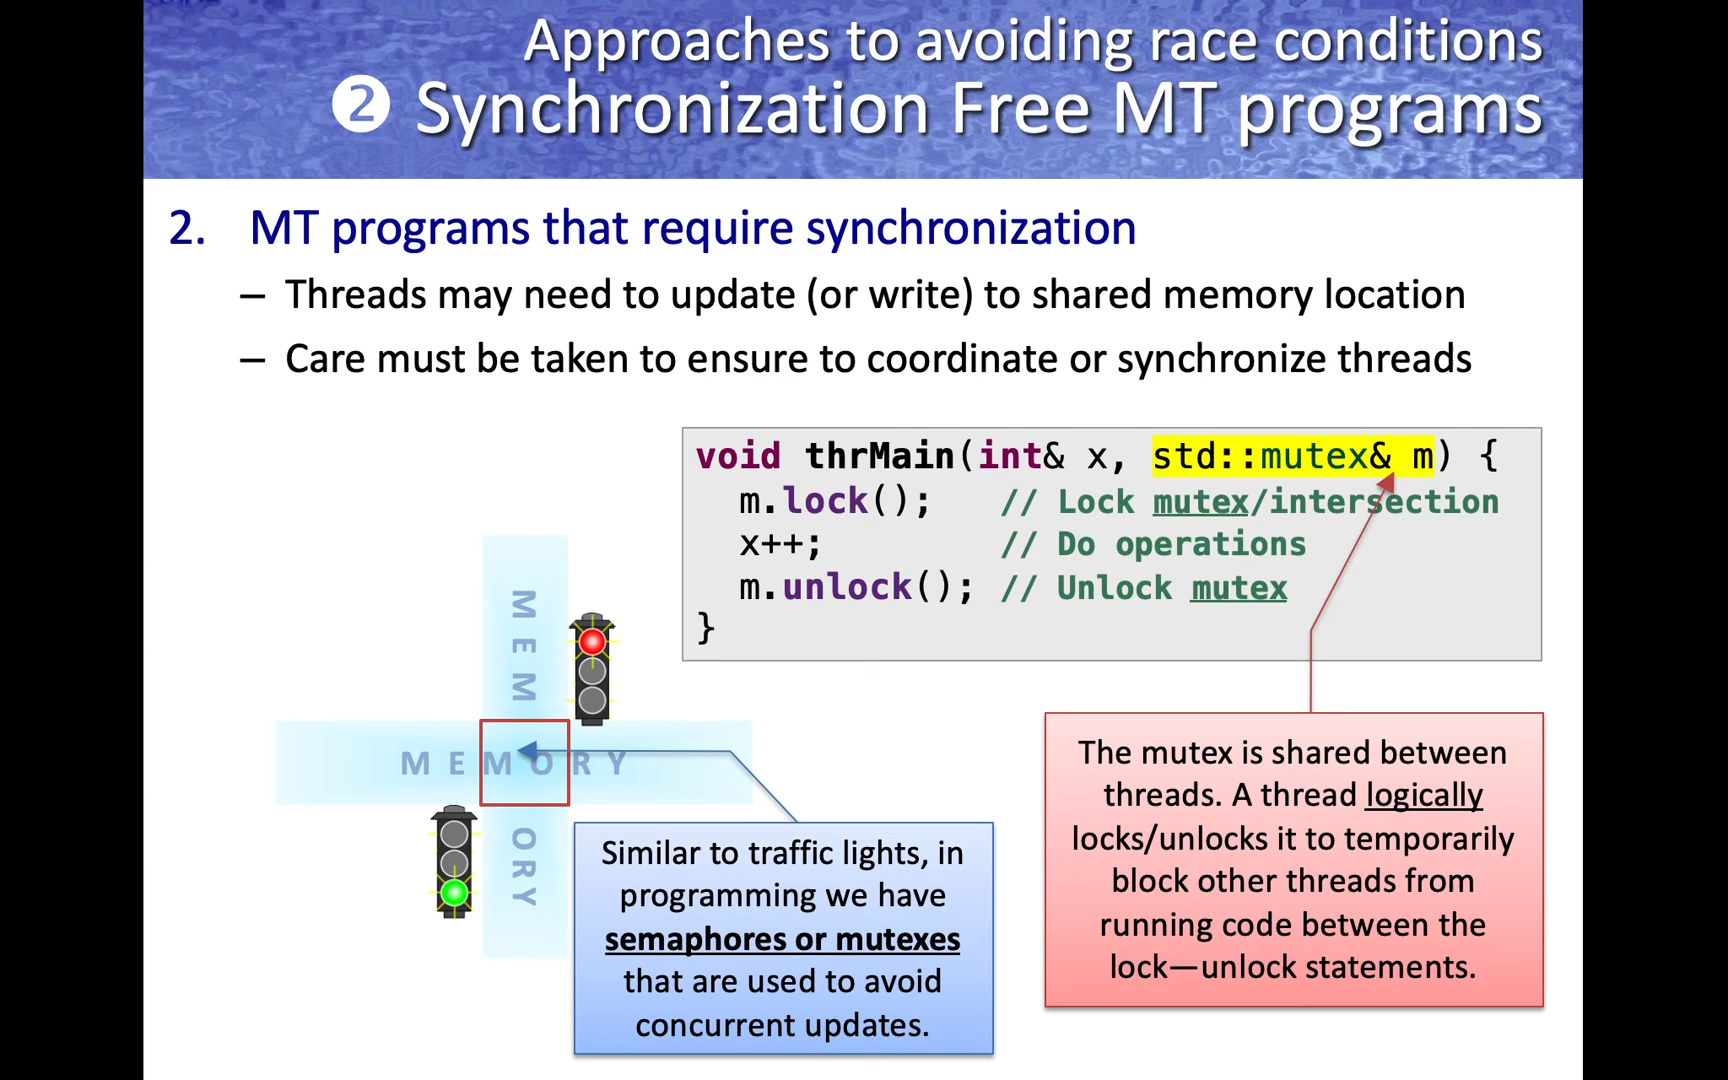 Approaches to avoiding race conditions
❷ Synchronization Free MT programs
2. MT programs that require synchronization
– Threads may need to update (or write) to shared memory location
– Care must be taken to ensure to coordinate or synchronize threads
void thrMain(int& x, std::mutex& m) {
m.lock(); // Lock mutex/intersection
x++; // Do operations
m.unlock(); // Unlock mutex
}
MEM
MEMORY
ORY
Similar to traffic lights, in
programming we have
semaphores or mutexes
that are used to avoid
concurrent updates.
The mutex is shared between
threads. A thread logically
locks/unlocks it to temporarily
block other threads from
running code between the
lock—unlock statements.